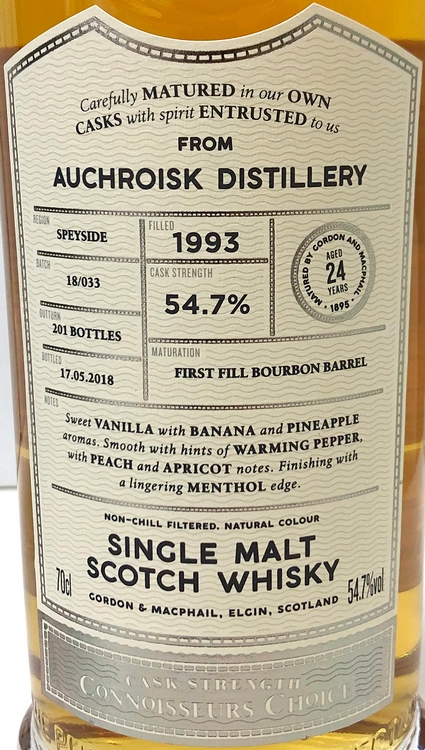 Carefully MATURED in our OWN
CASKS with spirit ENTRUSTED to us
FROM
AUCHROISK DISTILLERY
REGION
SPEYSIDE
BATCH
18/033
OUTTURN
201 BOTTLES
BOTTLED
17.05.2018
FILLED
1993
CASK STRENGTH
54.7%
MATURED BY GORDON AND MACPHAIL
AGED
24
YEARS
• 1895 •
MATURATION
FIRST FILL BOURBON BARREL
NOTES
Sweet VANILLA with BANANA and PINEAPPLE
aromas. Smooth with hints of WARMING PEPPER,
with PEACH and APRICOT notes. Finishing with
a lingering MENTHOL edge.
NON-CHILL FILTERED. NATURAL COLOUR
SINGLE MALT
SCOTCH WHISKY
70cl
GORDON & MACPHAIL, ELGIN, SCOTLAND
54.7%vol
CASK STRENGTH
CONNOISSEURS CHOICE